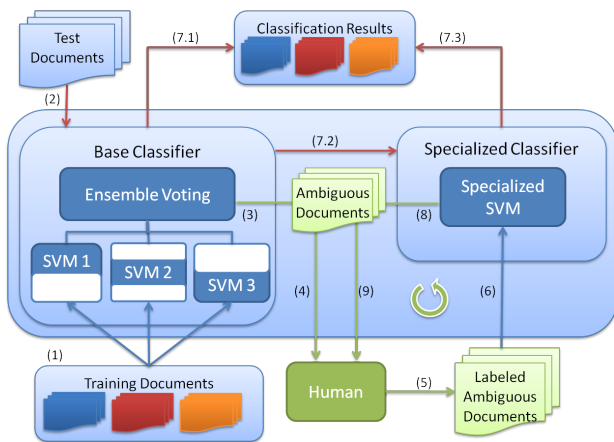 Test
Documents
(7.1)
Classification Results
(7.3)
(2)
Base Classifier
(7.2)
Specialized Classifier
Ensemble Voting
(3)
Ambiguous
Documents
(8)
Specialized
SVM
SVM 1
SVM 2
SVM 3
(4)
(9)
(6)
(1)
Training Documents
Human
(5)
Labeled
Ambiguous
Documents